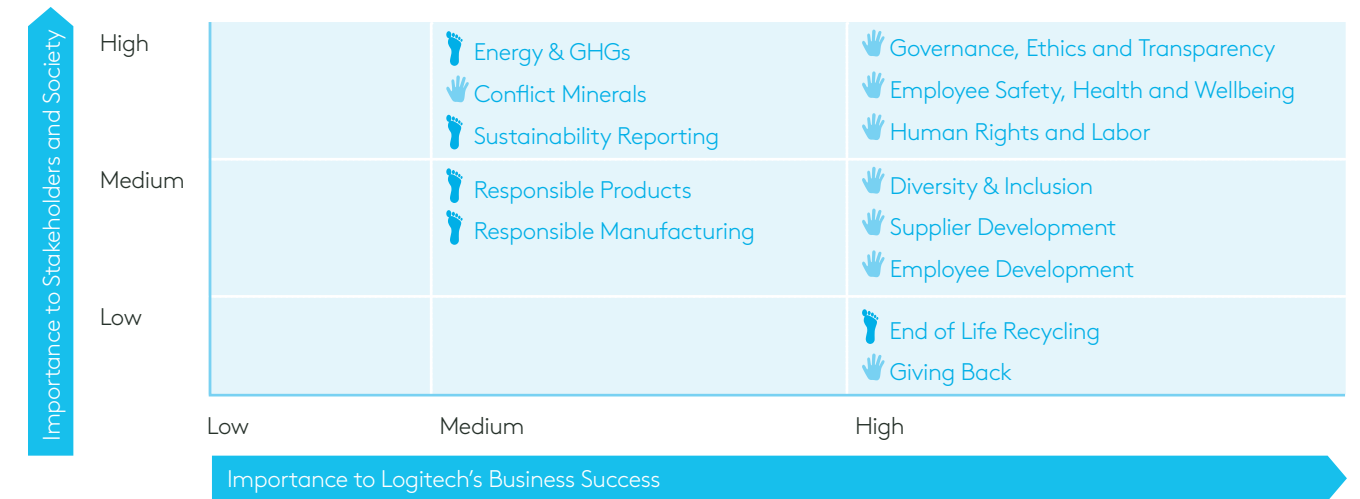 Importance to Stakeholders and Society
High
Energy & GHGs
Conflict Minerals
Sustainability Reporting
Governance, Ethics and Transparency
Employee Safety, Health and Wellbeing
Human Rights and Labor
Medium
Responsible Products
Responsible Manufacturing
Diversity & Inclusion
Supplier Development
Employee Development
Low
End of Life Recycling
Giving Back
Low
Medium
High
Importance to Logitech's Business Success